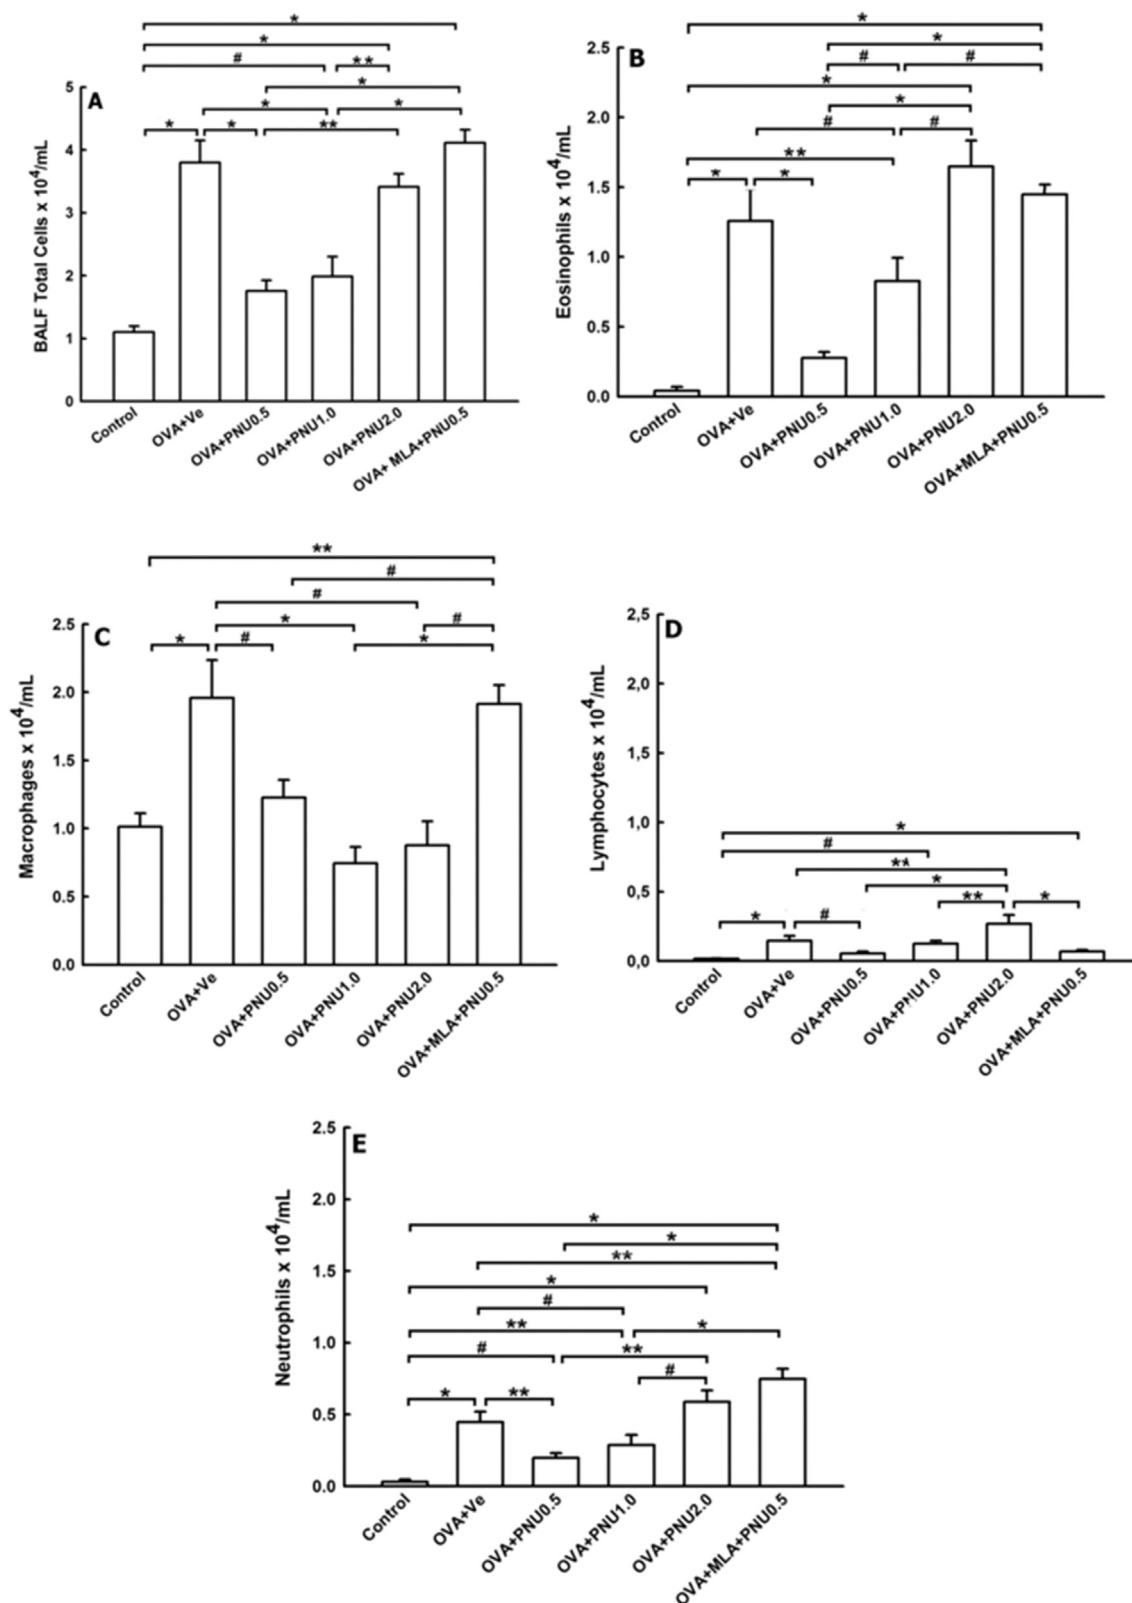 *
*
# **
*
* *
* * **
A
BALF Total Cells x 10⁴/mL
5
4
3
2
1
0
Control
OVA+Ve
OVA+PNU0.5
OVA+PNU1.0
OVA+PNU2.0
OVA+ MLA+PNU0.5
*
*
# #
*
*
# #
**
* *
B
Eosinophils x 10⁴/mL
2.5
2.0
1.5
1.0
0.5
0.0
Control
OVA+Ve
OVA+PNU0.5
OVA+PNU1.0
OVA+PNU2.0
OVA+MLA+PNU0.5
**
#
#
* #
* # *
C
Macrophages x 10⁴/mL
2.5
2.0
1.5
1.0
0.5
0.0
Control
OVA+Ve
OVA+PNU0.5
OVA+PNU1.0
OVA+PNU2.0
OVA+MLA+PNU0.5
D
Lymphocytes x 10⁴/mL
2,5
2,0
1,5
1,0
0,5
0,0
*
#
**
*
** *
* #
Control
OVA+Ve
OVA+PNU0.5
OVA+PNU1.0
OVA+PNU2.0
OVA+MLA+PNU0.5
E
Neutrophils x 10⁴/mL
2.5
2.0
1.5
1.0
0.5
0.0
*
*
**
*
#
** *
# **
#
* **
Control
OVA+Ve
OVA+PNU0.5
OVA+PNU1.0
OVA+PNU2.0
OVA+MLA+PNU0.5